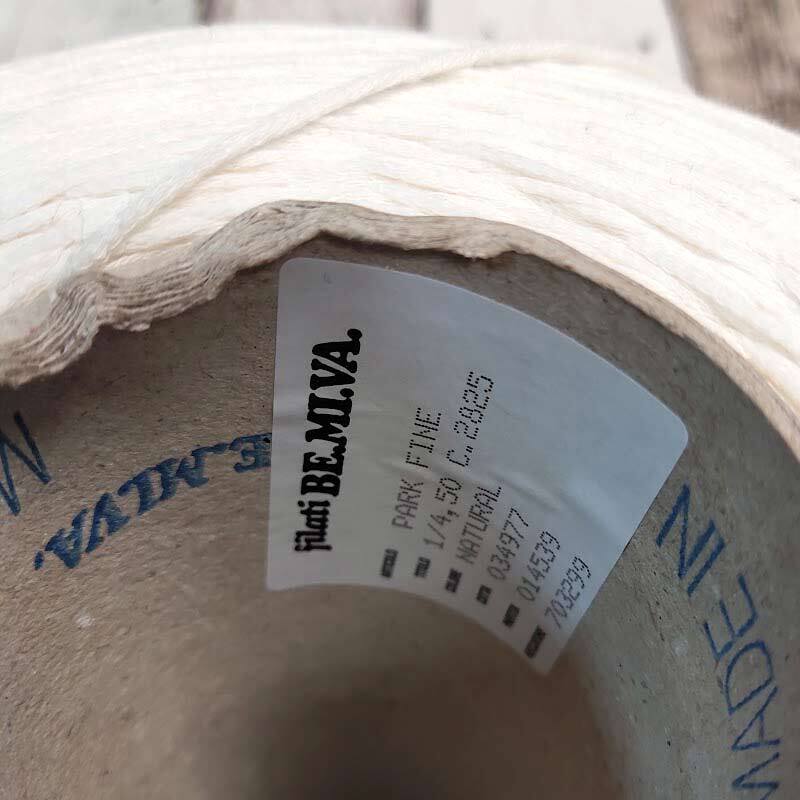 filati BE.MI.VA.
PARK FINE
1/4,50 C.2825
NATURAL
034977
014539
703299
BE.MI.VA.
MADE IN